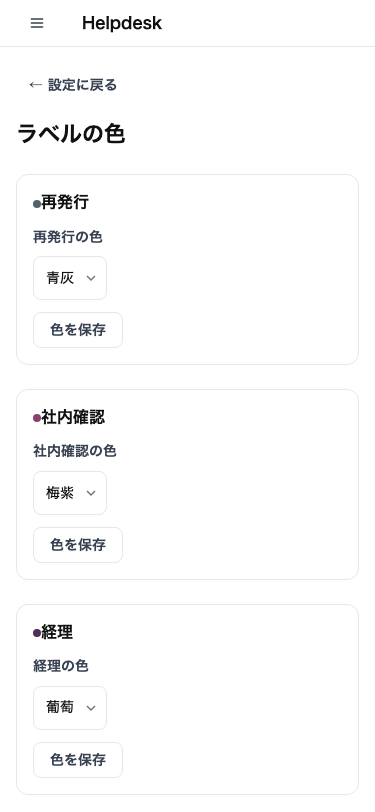 Helpdesk
← 設定に戻る
ラベルの色
再発行
再発行の色
青灰
色を保存
社内確認
社内確認の色
梅紫
色を保存
経理
経理の色
葡萄
色を保存